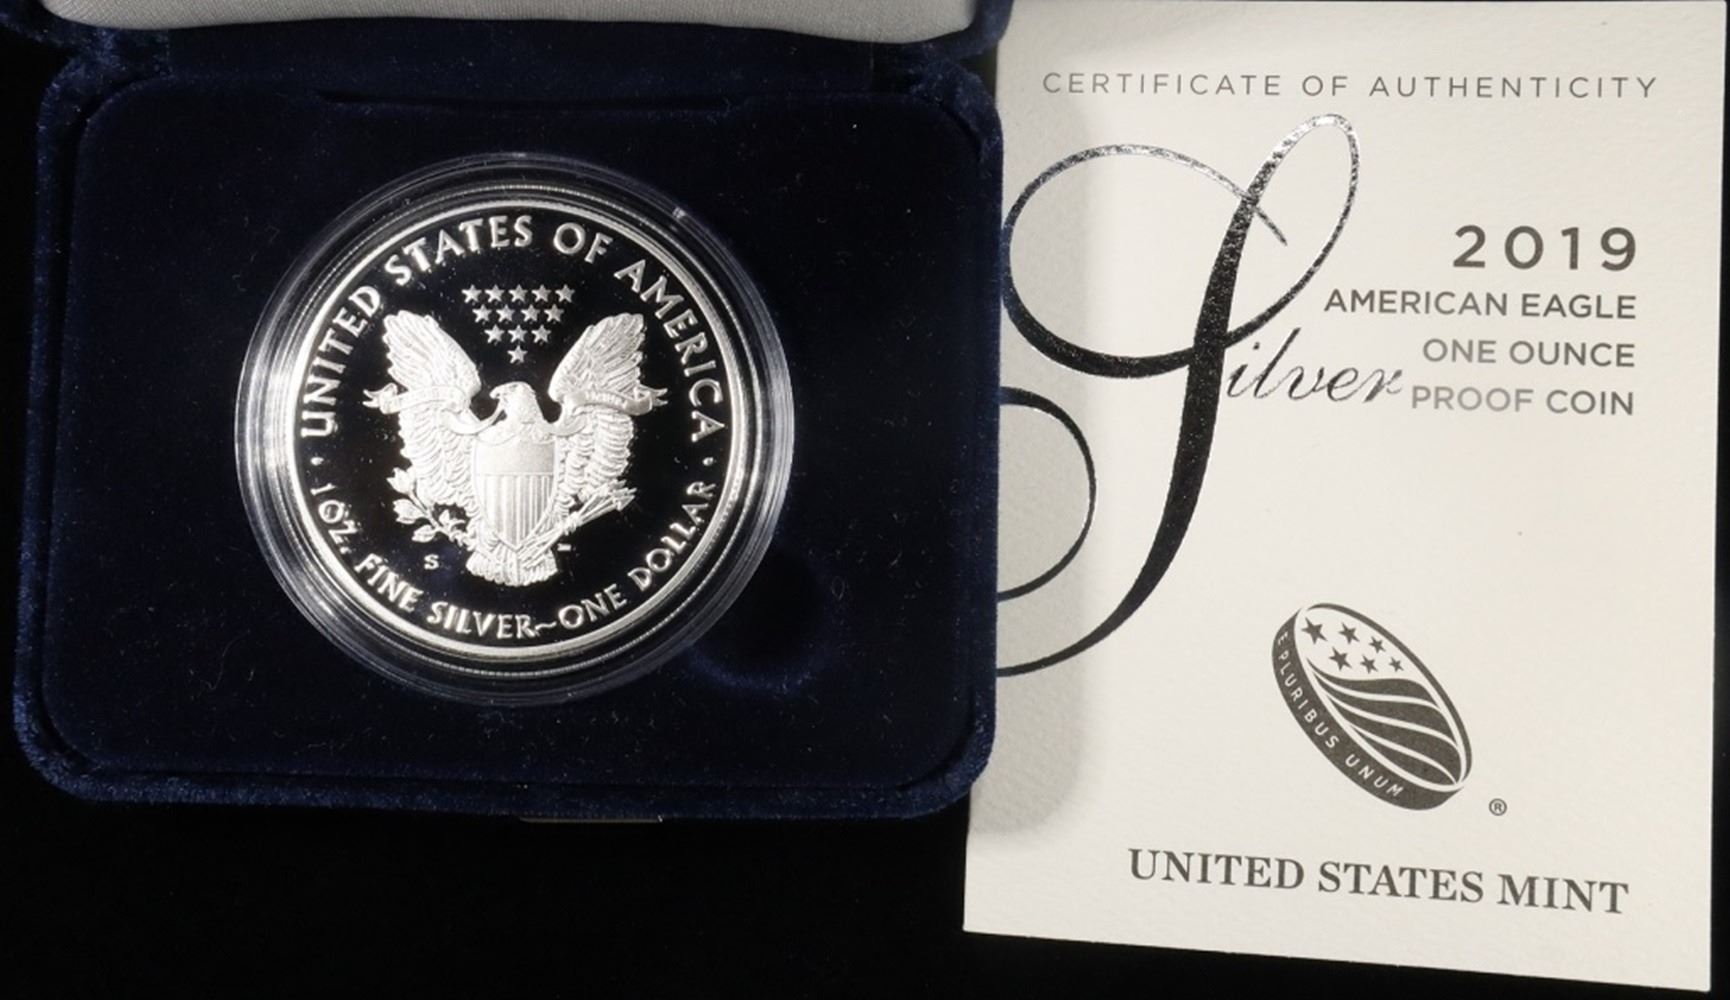 UNITED STATES OF AMERICA
S
1 OZ. FINE SILVER~ONE DOLLAR
CERTIFICATE OF AUTHENTICITY
Silver
2019
AMERICAN EAGLE
ONE OUNCE
PROOF COIN
E PLURIBUS UNUM
®
UNITED STATES MINT